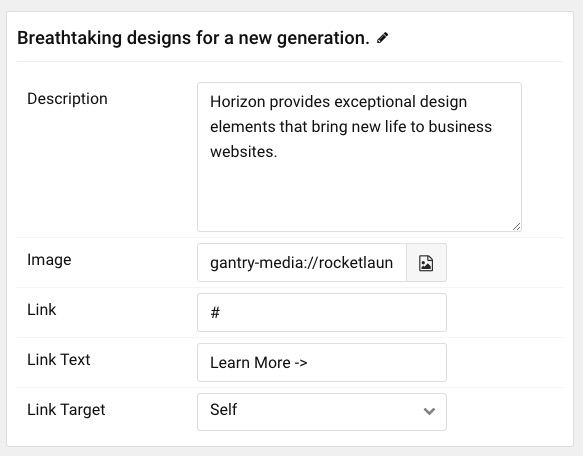 Breathtaking designs for a new generation.
Description
Horizon provides exceptional design
elements that bring new life to business
websites.
Image
gantry-media://rocketlaun
Link
#
Link Text
Learn More ->
Link Target
Self